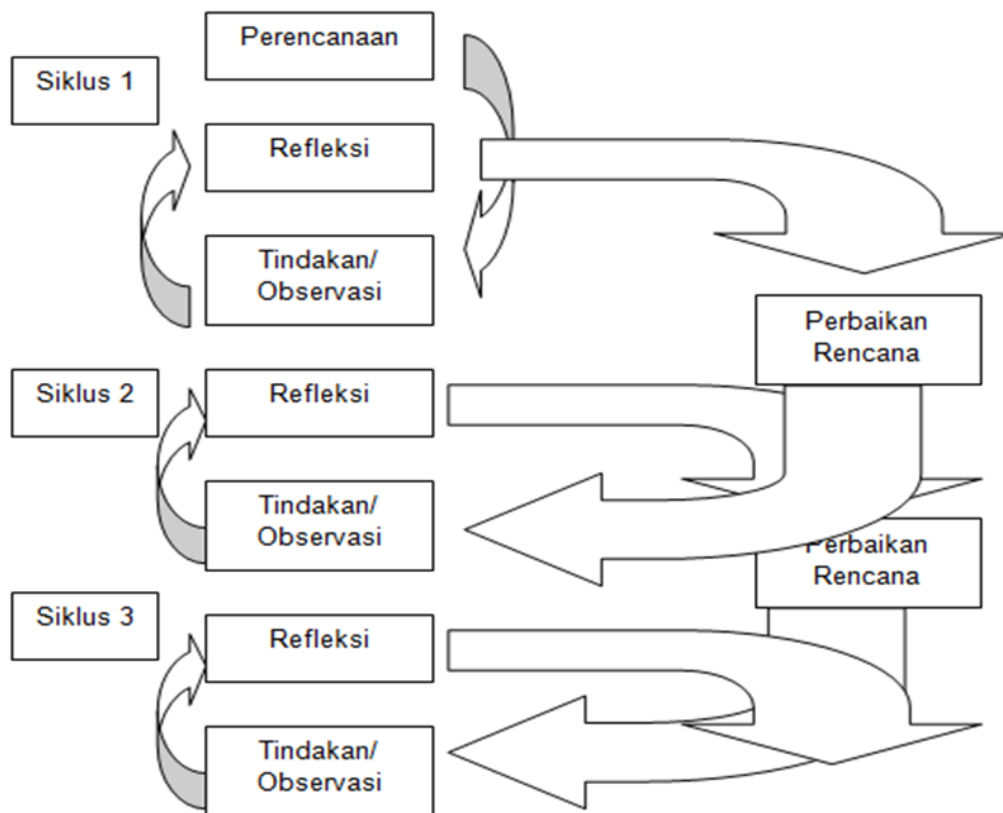 Siklus 1
Perencanaan
Refleksi
Tindakan/
Observasi
Perbaikan
Rencana
Siklus 2
Refleksi
Tindakan/
Observasi
Perbaikan
Rencana
Siklus 3
Refleksi
Tindakan/
Observasi